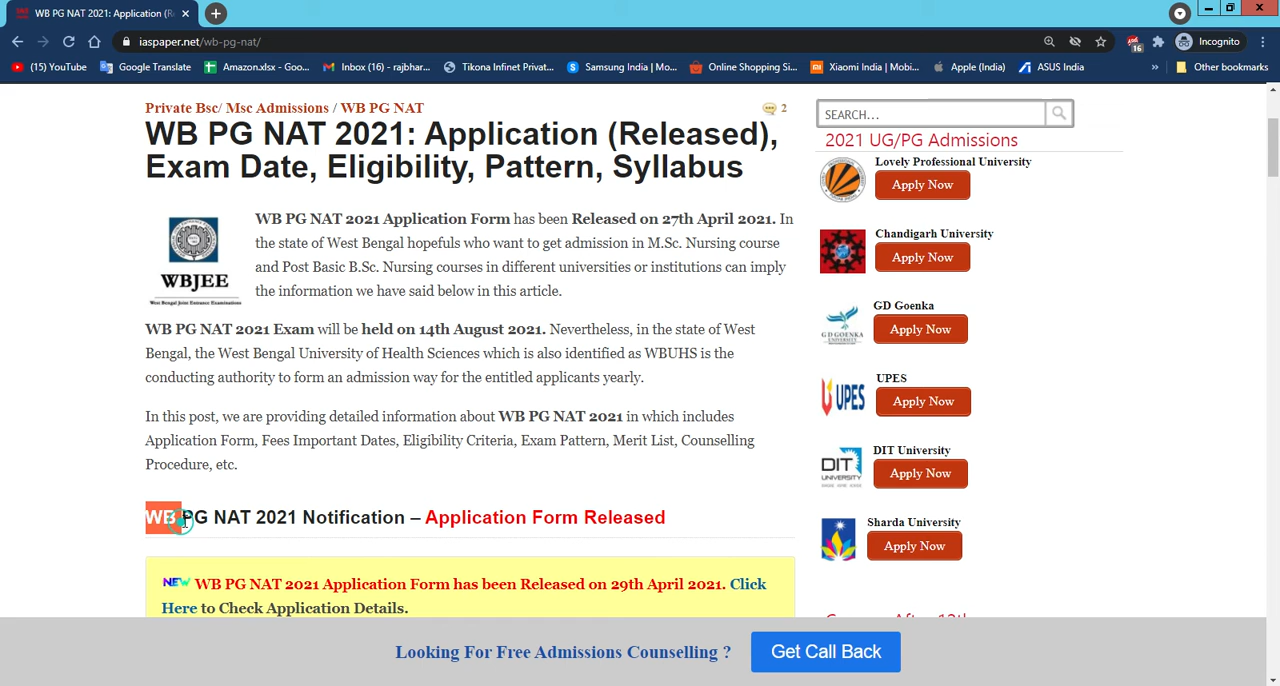 WB PG NAT 2021: Application (R
iaspaper.net/wb-pg-nat/
16
Incognito
(15) YouTube
Google Translate
Amazon.xlsx - Goo...
Inbox (16) - rajbhar...
Tikona Infinet Privat...
Samsung India | Mo...
Online Shopping Si...
Xiaomi India | Mobi...
Apple (India)
ASUS India
»
Other bookmarks
Private Bsc/ Msc Admissions / WB PG NAT
2
WB PG NAT 2021: Application (Released),
Exam Date, Eligibility, Pattern, Syllabus
WBJEE
West Bengal Joint Entrance Examinations
WB PG NAT 2021 Application Form has been Released on 27th April 2021. In
the state of West Bengal hopefuls who want to get admission in M.Sc. Nursing course
and Post Basic B.Sc. Nursing courses in different universities or institutions can imply
the information we have said below in this article.
WB PG NAT 2021 Exam will be held on 14th August 2021. Nevertheless, in the state of West
Bengal, the West Bengal University of Health Sciences which is also identified as WBUHS is the
conducting authority to form an admission way for the entitled applicants yearly.
In this post, we are providing detailed information about WB PG NAT 2021 in which includes
Application Form, Fees Important Dates, Eligibility Criteria, Exam Pattern, Merit List, Counselling
Procedure, etc.
WB PG NAT 2021 Notification – Application Form Released
NEW WB PG NAT 2021 Application Form has been Released on 29th April 2021. Click
Here to Check Application Details.
SEARCH...
2021 UG/PG Admissions
Lovely Professional University
Apply Now
Chandigarh University
Apply Now
GD Goenka
GD GOENKA
UNIVERSITY
Apply Now
UPES
UPES
Apply Now
DIT University
DIT
UNIVERSITY
Apply Now
Sharda University
Apply Now
Looking For Free Admissions Counselling ?
Get Call Back